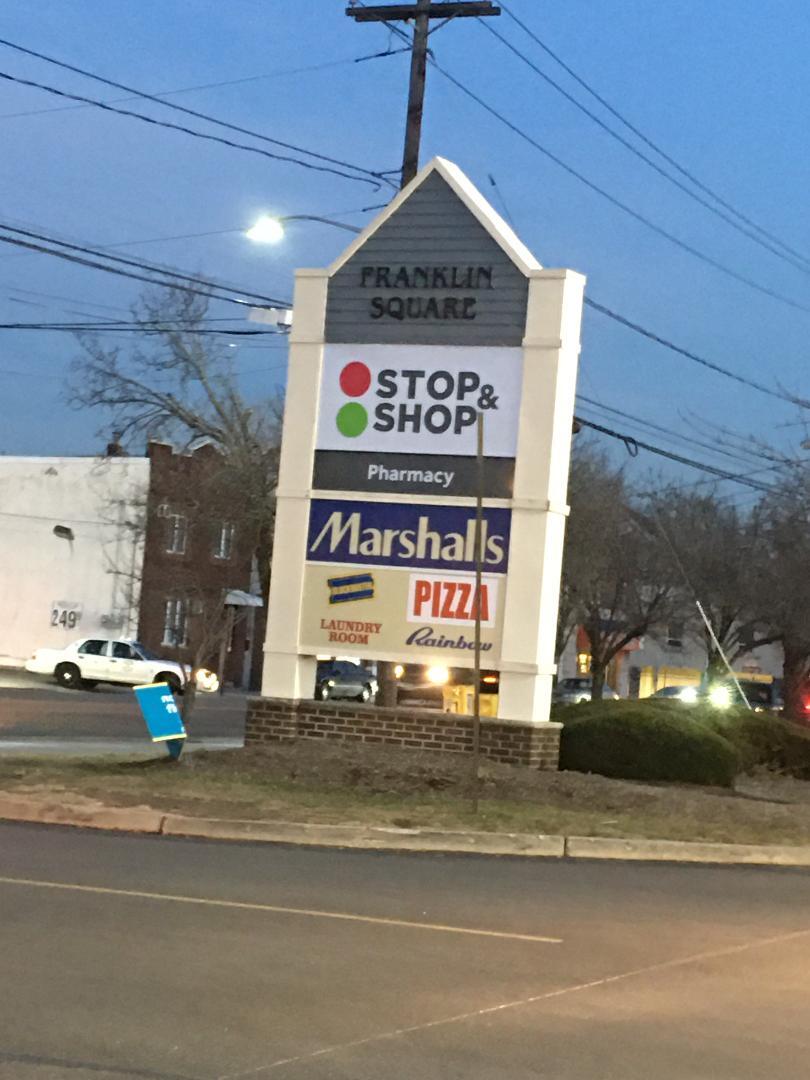 FRANKLIN
SQUARE
STOP&
SHOP
Pharmacy
Marshalls
PIZZA
LAUNDRY
ROOM
Rainbow
249